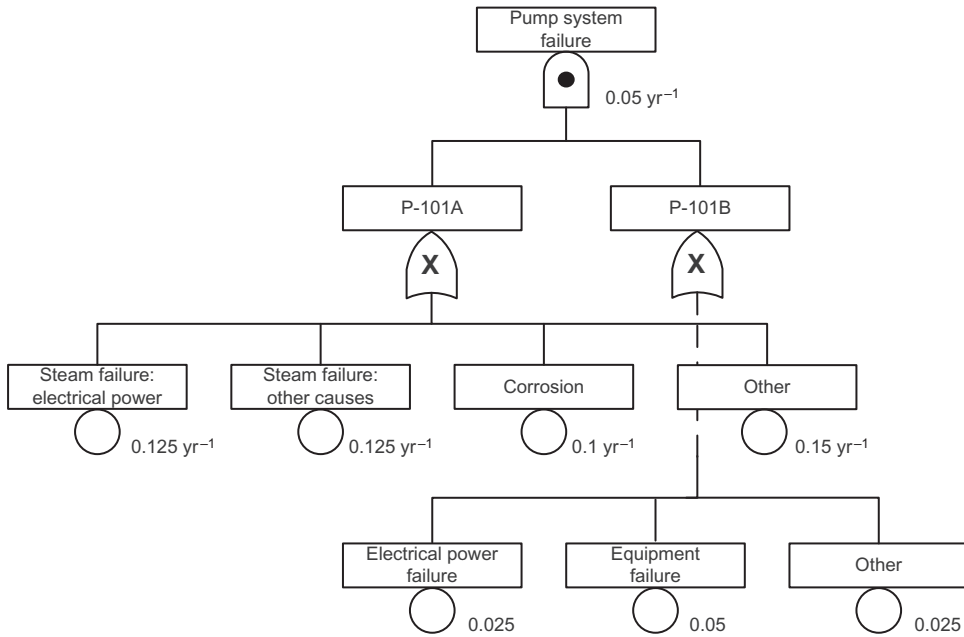 Pump system
failure
0.05 yr⁻¹
P-101A
P-101B
X
X
Steam failure:
electrical power
Steam failure:
other causes
Corrosion
Other
0.125 yr⁻¹
0.125 yr⁻¹
0.1 yr⁻¹
0.15 yr⁻¹
Electrical power
failure
Equipment
failure
Other
0.025
0.05
0.025